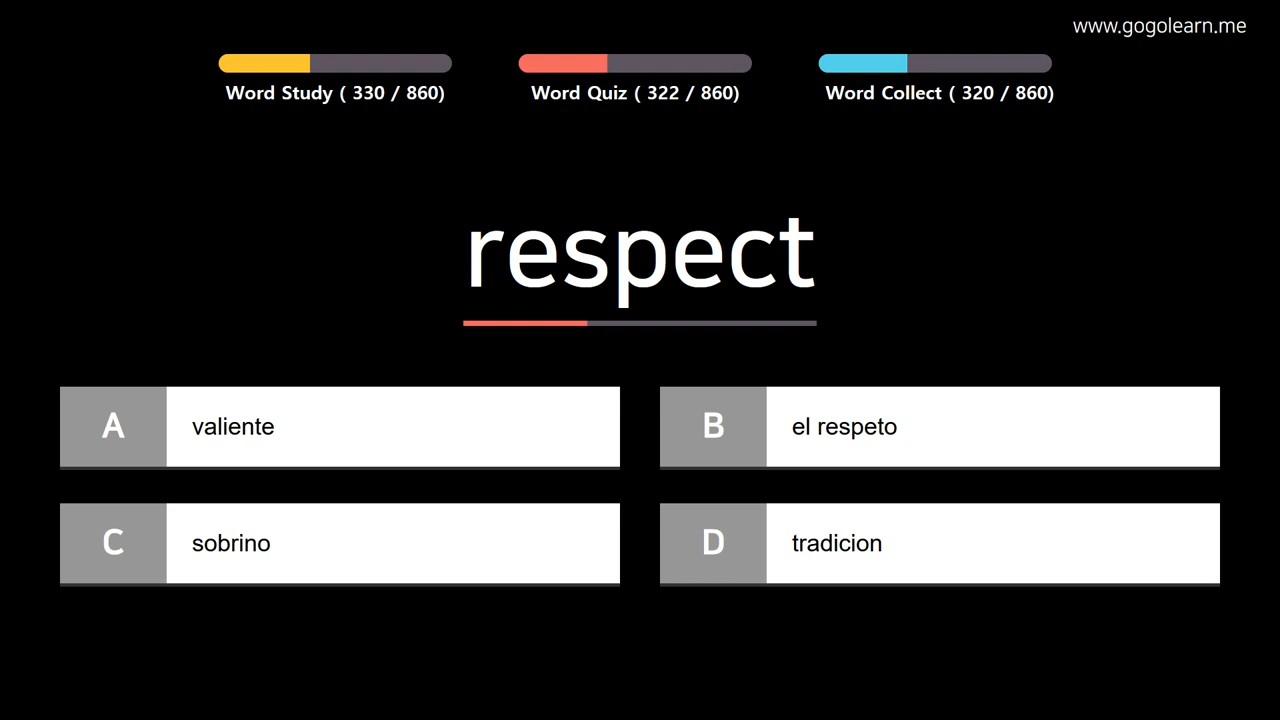 www.gogolearn.me
Word Study ( 330 / 860)
Word Quiz ( 322 / 860)
Word Collect ( 320 / 860)
respect
A valiente
B el respeto
C sobrino
D tradicion